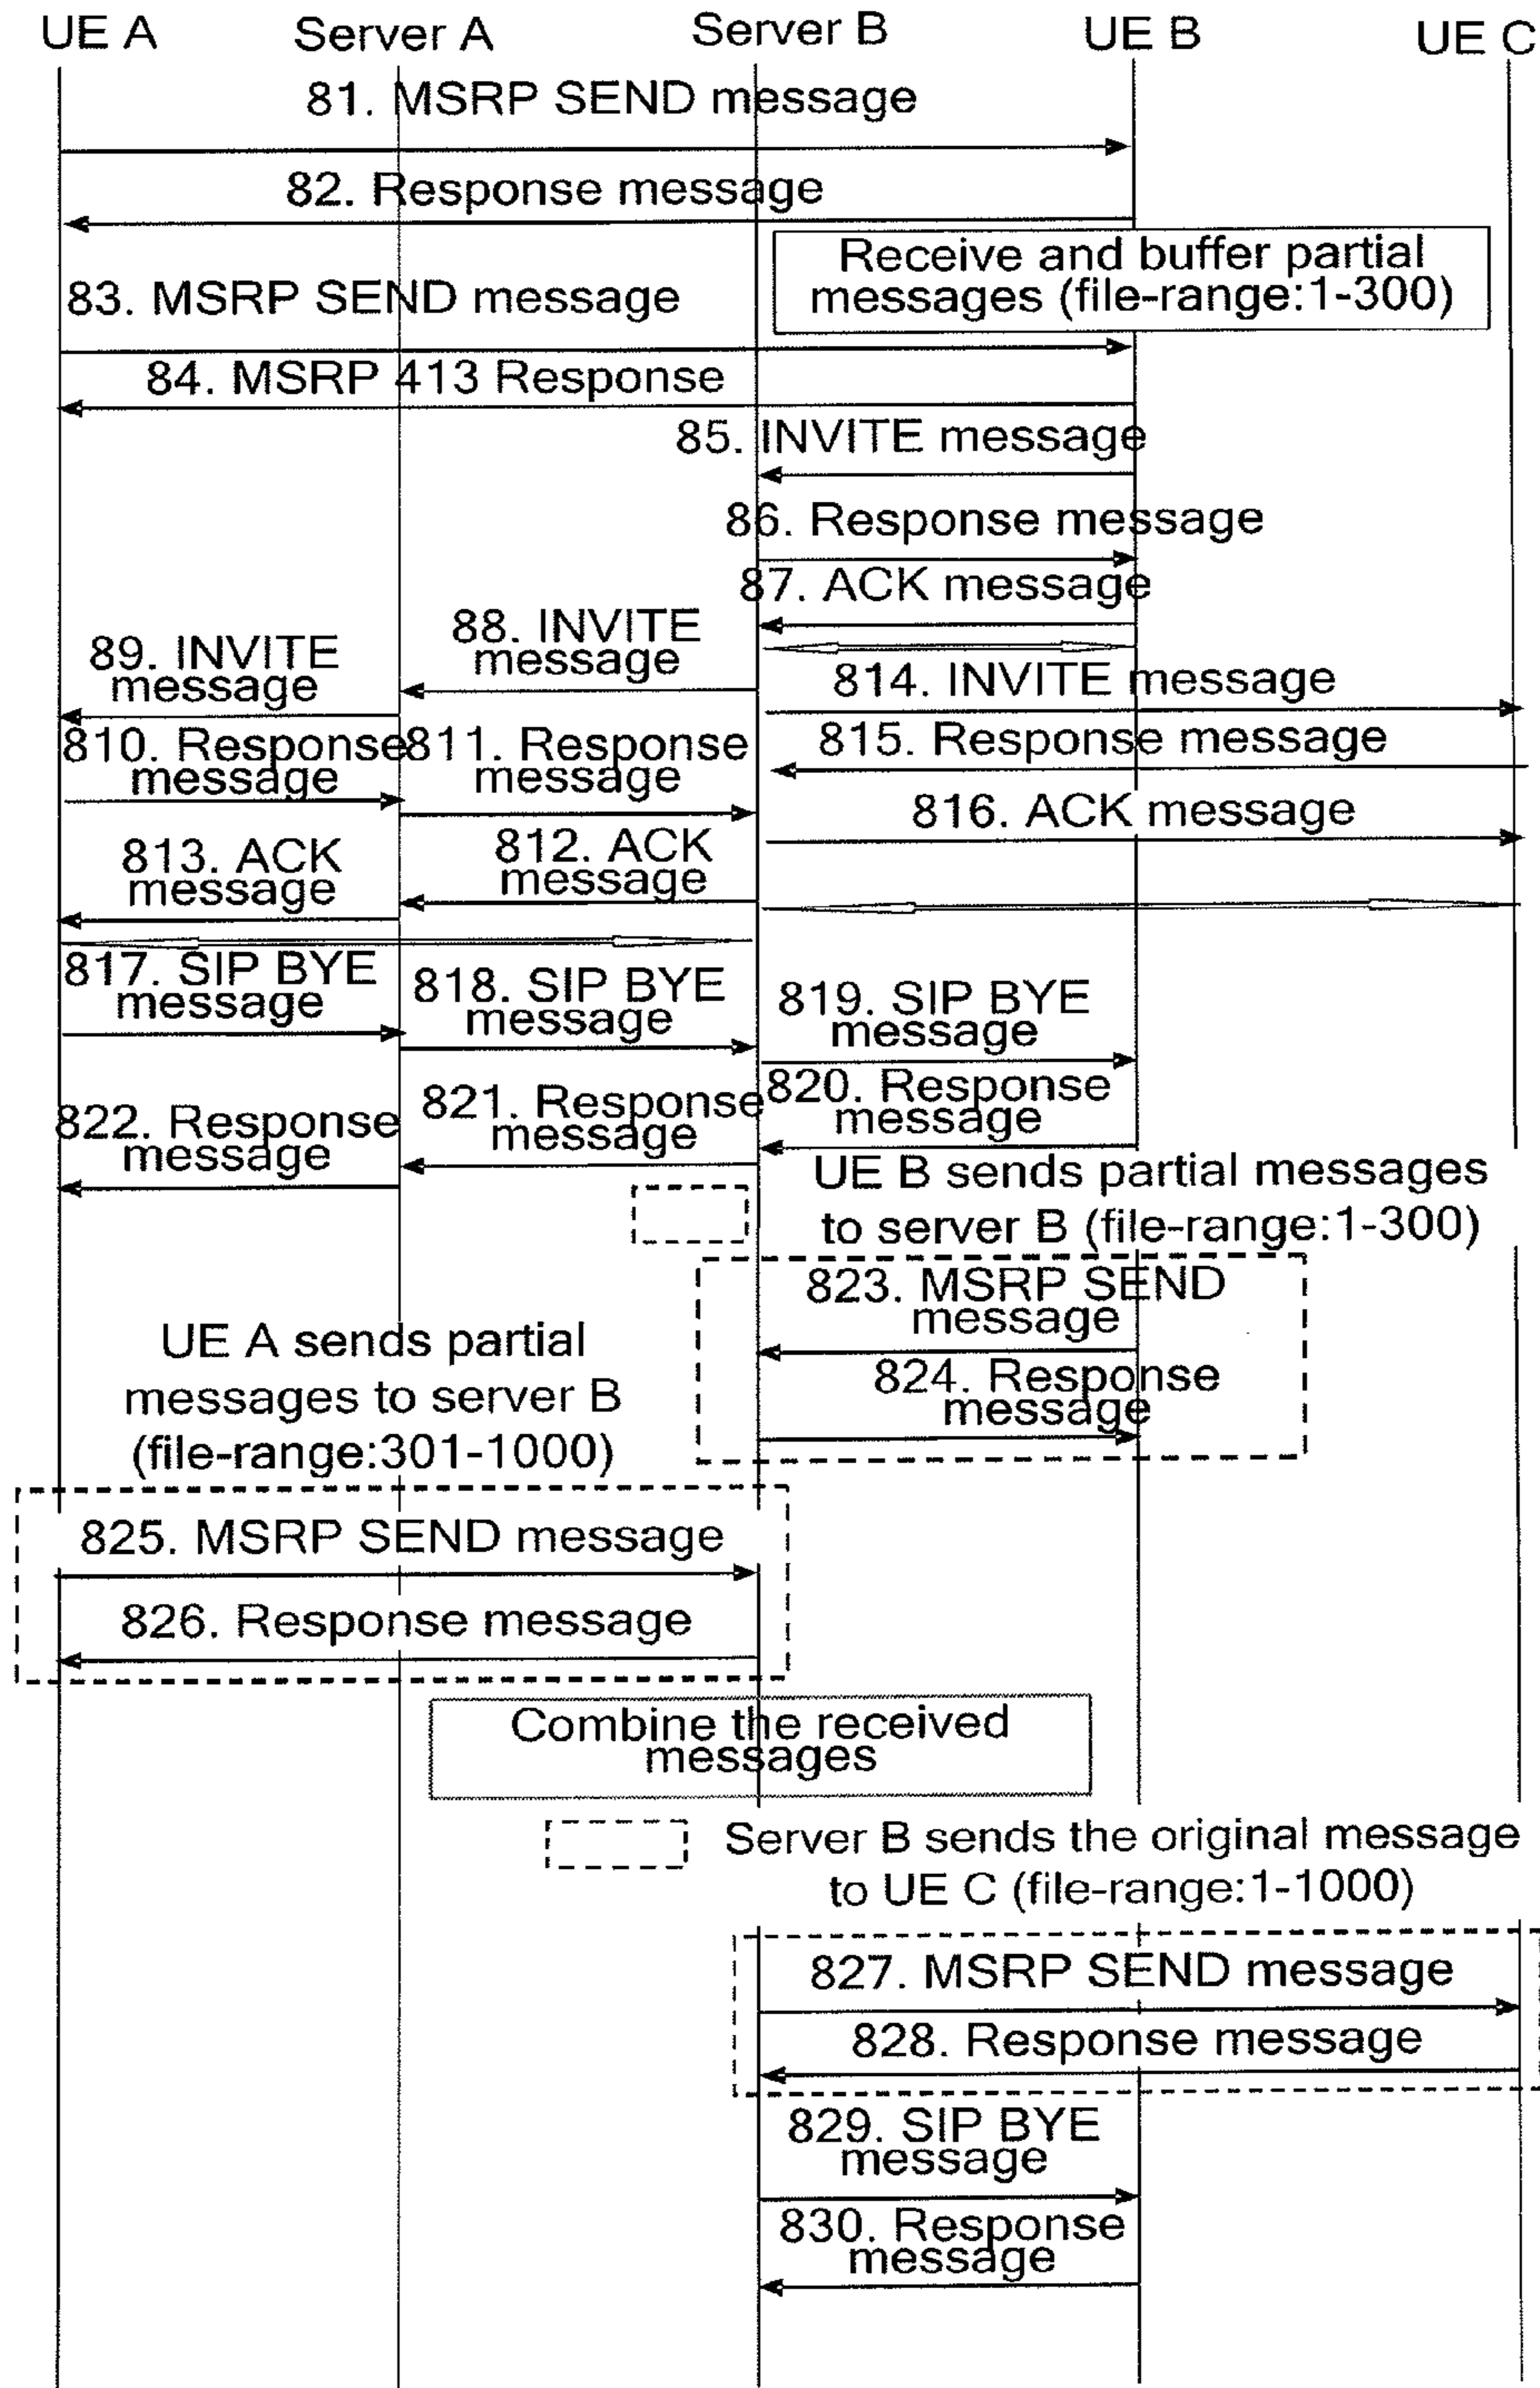 UE A
Server A
Server B
UE B
UE C
81. MSRP SEND message
82. Response message
Receive and buffer partial
messages (file-range:1-300)
83. MSRP SEND message
84. MSRP 413 Response
85. INVITE message
86. Response message
87. ACK message
88. INVITE
message
89. INVITE
message
814. INVITE message
810. Response
message
811. Response
message
815. Response message
816. ACK message
812. ACK
message
813. ACK
message
817. SIP BYE
message
818. SIP BYE
message
819. SIP BYE
message
820. Response
message
821. Response
message
822. Response
message
UE B sends partial messages
to server B (file-range:1-300)
823. MSRP SEND
message
824. Response
message
UE A sends partial
messages to server B
(file-range:301-1000)
825. MSRP SEND message
826. Response message
Combine the received
messages
Server B sends the original message
to UE C (file-range:1-1000)
827. MSRP SEND message
828. Response message
829. SIP BYE
message
830. Response
message